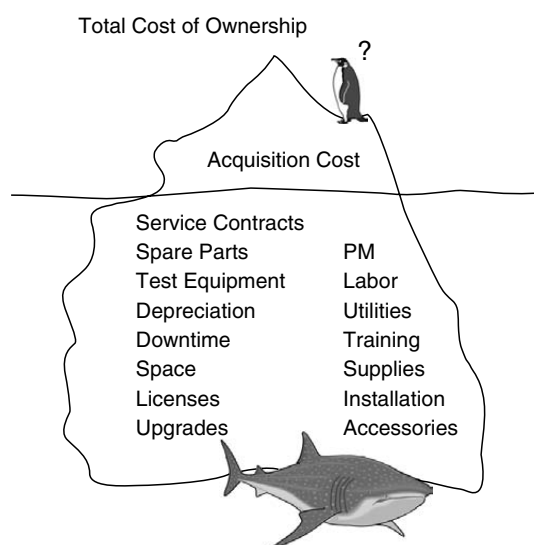 Total Cost of Ownership
?
Acquisition Cost
Service Contracts
Spare Parts PM
Test Equipment Labor
Depreciation Utilities
Downtime Training
Space Supplies
Licenses Installation
Upgrades Accessories